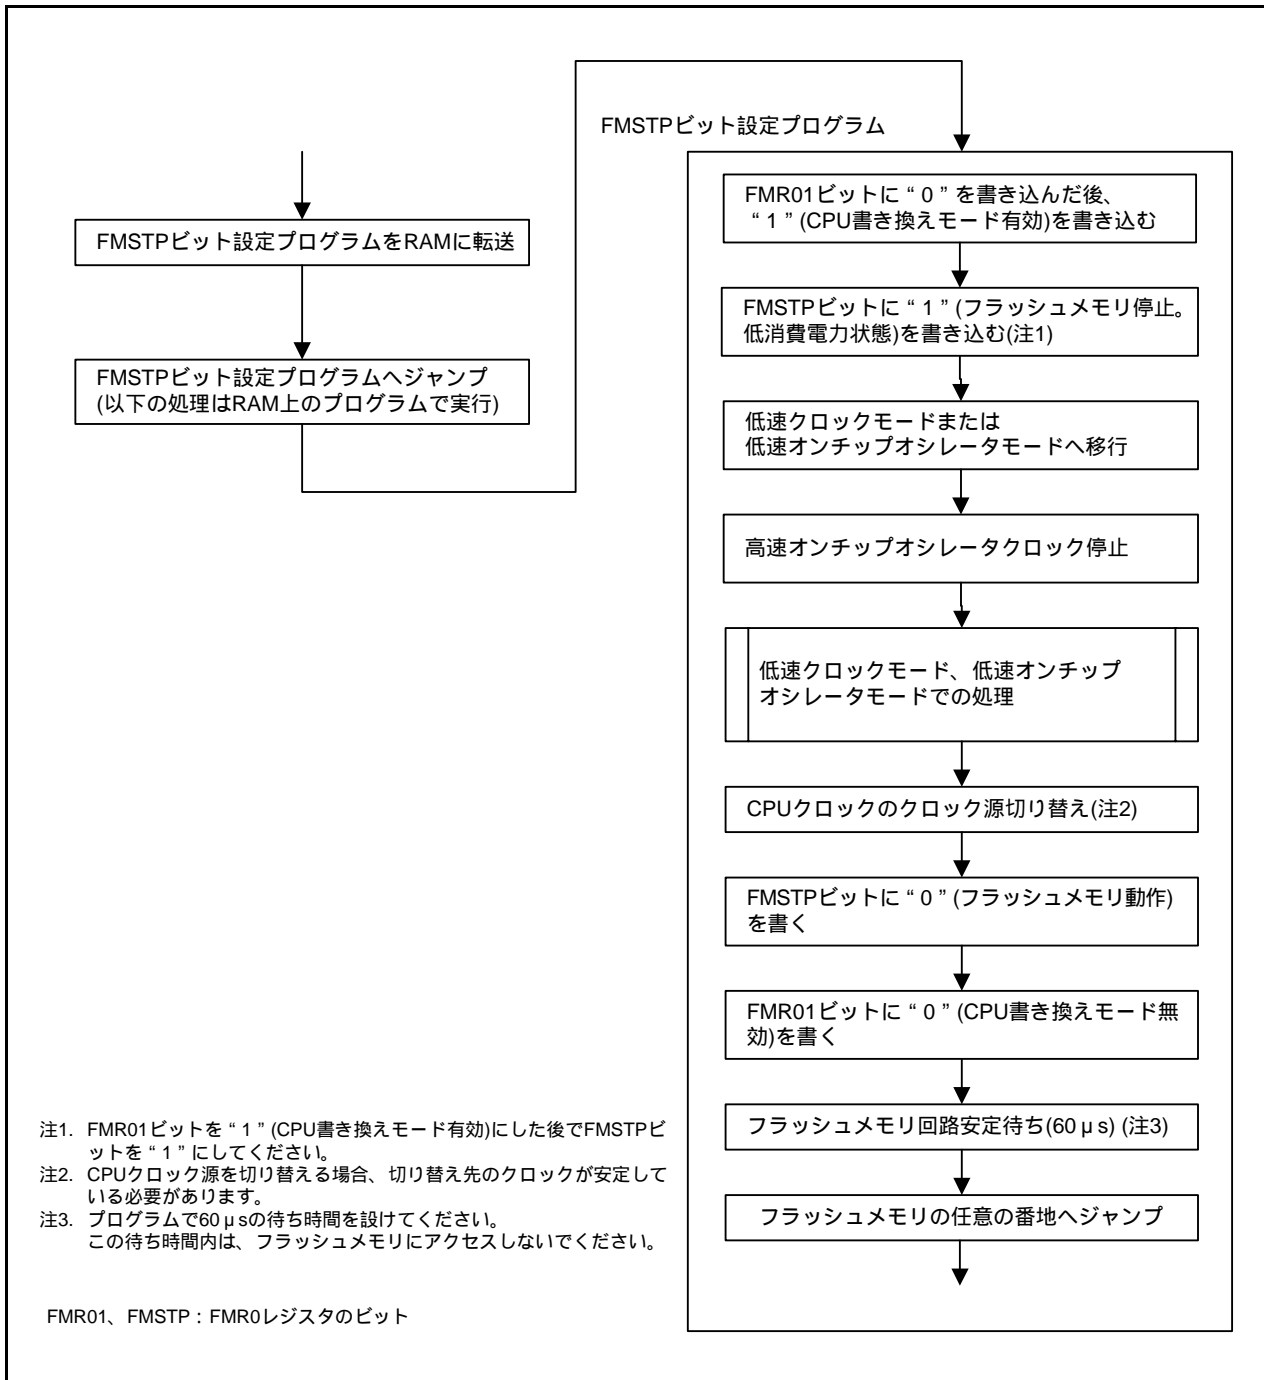 FMSTPビット設定プログラムをRAMに転送
FMSTPビット設定プログラムへジャンプ
(以下の処理はRAM上のプログラムで実行)
FMSTPビット設定プログラム
FMR01ビットに“0”を書き込んだ後、
“1”(CPU書き換えモード有効)を書き込む
FMSTPビットに“1”(フラッシュメモリ停止。
低消費電力状態)を書き込む(注1)
低速クロックモードまたは
低速オンチップオシレータモードへ移行
高速オンチップオシレータクロック停止
低速クロックモード、低速オンチップ
オシレータモードでの処理
CPUクロックのクロック源切り替え(注2)
FMSTPビットに“0”(フラッシュメモリ動作)
を書く
FMR01ビットに“0”(CPU書き換えモード無
効)を書く
フラッシュメモリ回路安定待ち(60μs) (注3)
フラッシュメモリの任意の番地へジャンプ
注1. FMR01ビットを“1”(CPU書き換えモード有効)にした後でFMSTPビ
ットを“1”にしてください。
注2. CPUクロック源を切り替える場合、切り替え先のクロックが安定して
いる必要があります。
注3. プログラムで60μsの待ち時間を設けてください。
この待ち時間内は、フラッシュメモリにアクセスしないでください。
FMR01、FMSTP：FMR0レジスタのビット